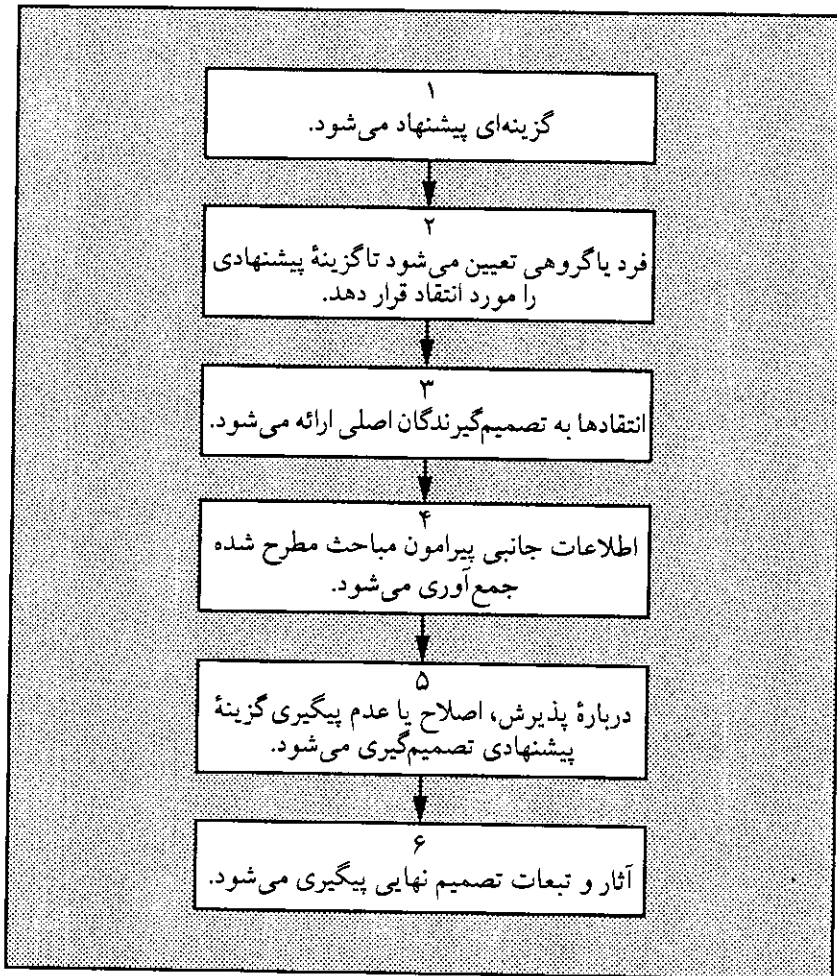 ۱
گزینه‌ای پیشنهاد می‌شود.
۲
فرد یا گروهی تعیین می‌شود تا گزینهٔ پیشنهادی
را مورد انتقاد قرار دهد.
۳
انتقادها به تصمیم‌گیرندگان اصلی ارائه می‌شود.
۴
اطلاعات جانبی پیرامون مباحث مطرح شده
جمع‌آوری می‌شود.
۵
دربارهٔ پذیرش، اصلاح یا عدم پیگیری گزینهٔ
پیشنهادی تصمیم‌گیری می‌شود.
۶
آثار و تبعات تصمیم نهایی پیگیری می‌شود.